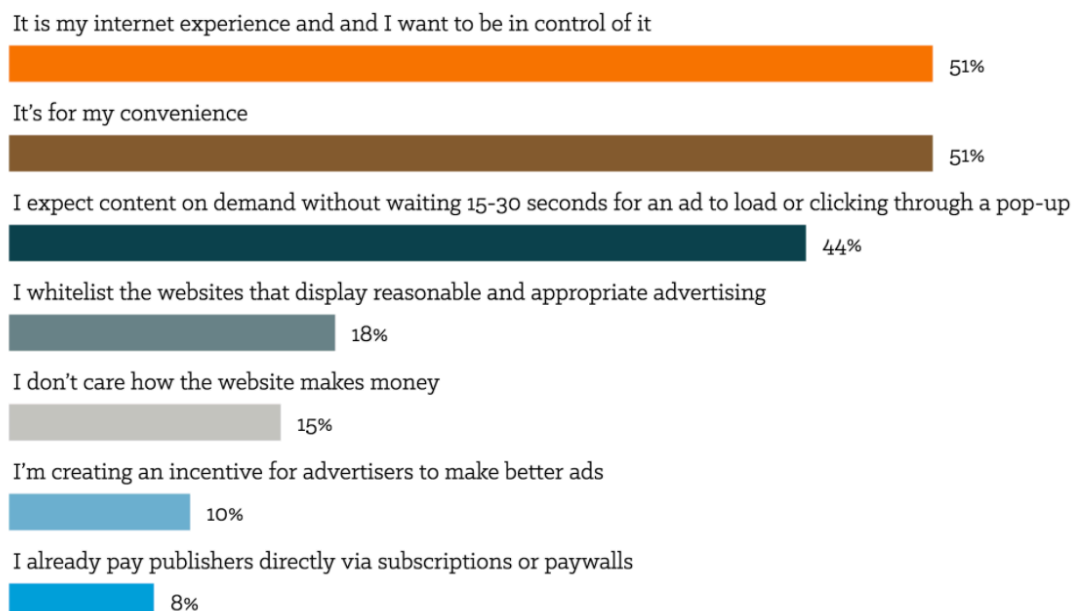 It is my internet experience and and I want to be in control of it
51%
It's for my convenience
51%
I expect content on demand without waiting 15-30 seconds for an ad to load or clicking through a pop-up
44%
I whitelist the websites that display reasonable and appropriate advertising
18%
I don't care how the website makes money
15%
I'm creating an incentive for advertisers to make better ads
10%
I already pay publishers directly via subscriptions or paywalls
8%